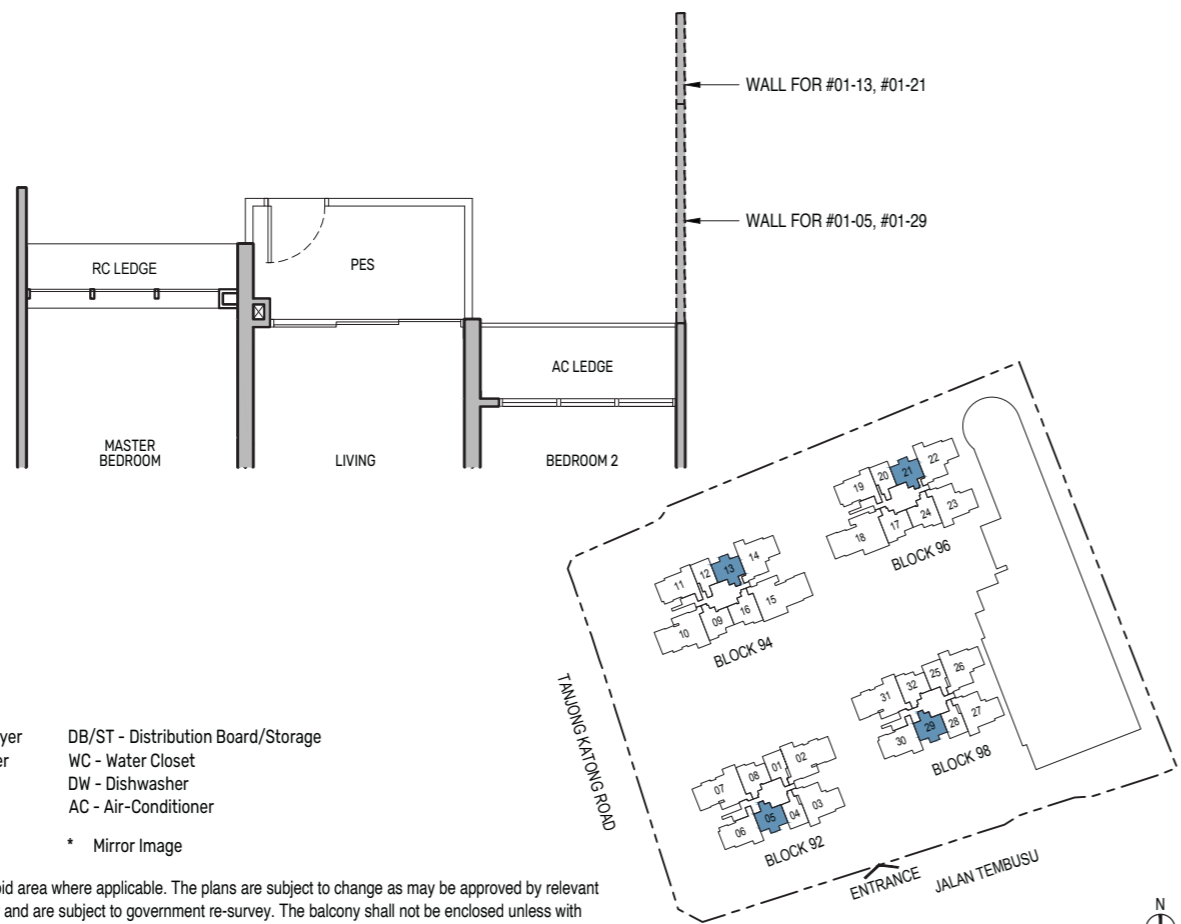 WALL FOR #01-13, #01-21
WALL FOR #01-05, #01-29
RC LEDGE
PES
AC LEDGE
MASTER
BEDROOM
LIVING
BEDROOM 2
22
21
20
19
23
24
17
18
BLOCK 96
14
13
12
11
15
16
09
10
BLOCK 94
26
25
32
31
27
28
29
30
BLOCK 98
02
01
08
07
03
04
05
06
BLOCK 92
TANJONG KATONG ROAD
ENTRANCE
JALAN TEMBUSU
N
yer DB/ST - Distribution Board/Storage
er WC - Water Closet
DW - Dishwasher
AC - Air-Conditioner
* Mirror Image
oid area where applicable. The plans are subject to change as may be approved by relevant
and are subject to government re-survey. The balcony shall not be enclosed unless with